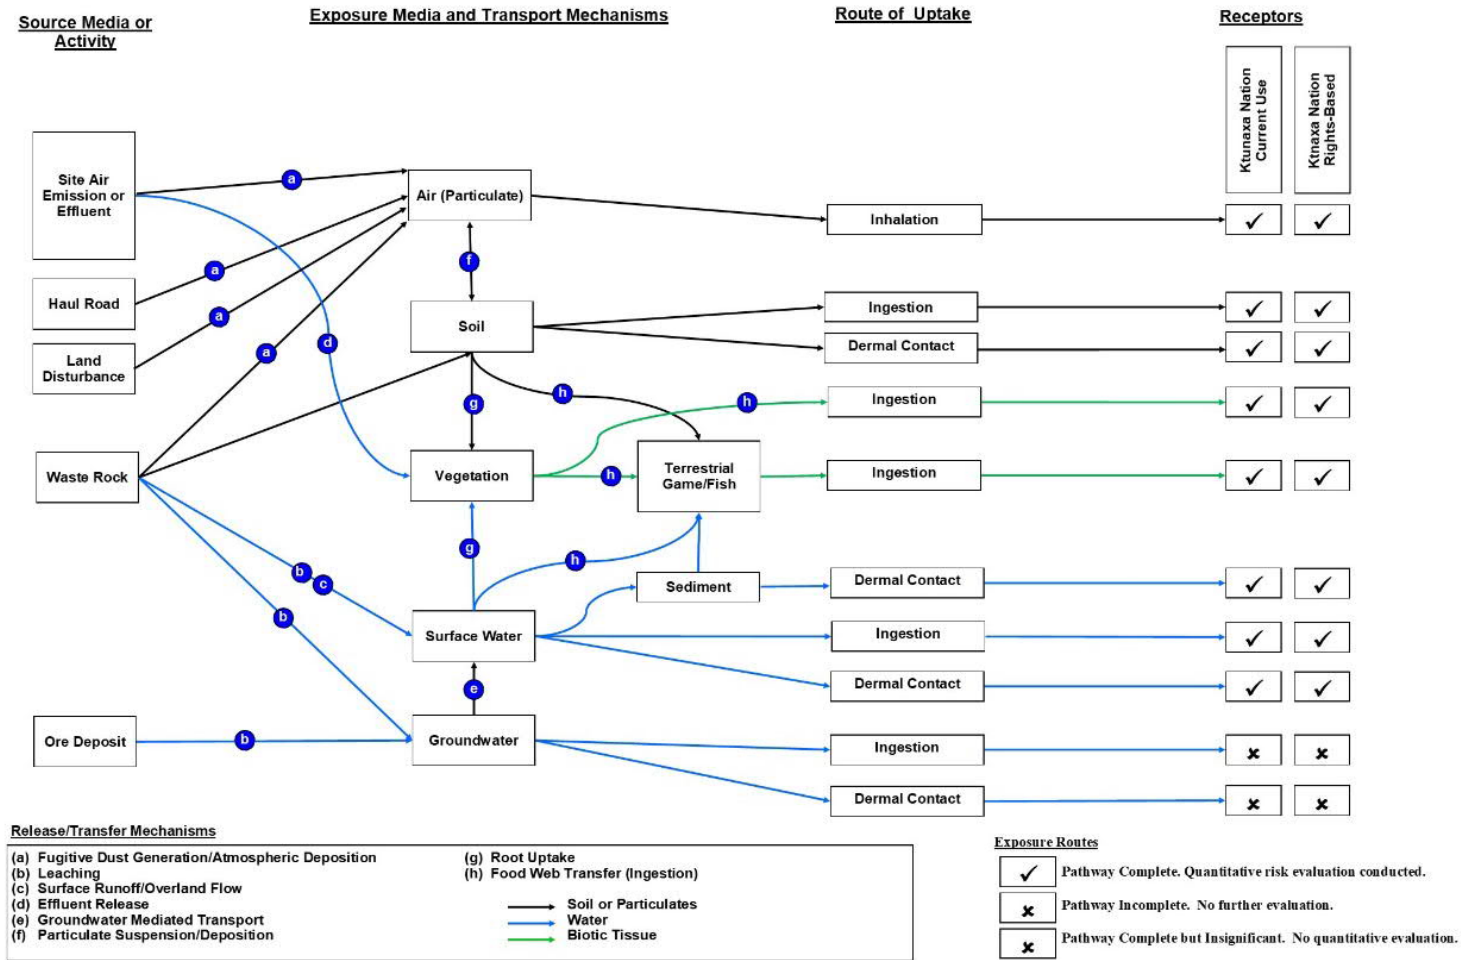 Source Media or
Activity
Exposure Media and Transport Mechanisms
Route of Uptake
Receptors
Ktunaxa Nation
Current Use
Ktnaxa Nation
Rights-Based
Site Air
Emission or
Effluent
a
Air (Particulate)
Inhalation
✓ ✓
Haul Road
a
f
Land
Disturbance
a
Soil
Ingestion
✓ ✓
Dermal Contact
✓ ✓
a
d
g
h
h
Ingestion
✓ ✓
Waste Rock
Vegetation
h
Terrestrial
Game/Fish
Ingestion
✓ ✓
b
c
g
h
Sediment
Dermal Contact
✓ ✓
b
Surface Water
Ingestion
✓ ✓
Dermal Contact
✓ ✓
e
Ore Deposit
b
Groundwater
Ingestion
✗ ✗
Dermal Contact
✗ ✗
Release/Transfer Mechanisms
(a) Fugitive Dust Generation/Atmospheric Deposition
(b) Leaching
(c) Surface Runoff/Overland Flow
(d) Effluent Release
(e) Groundwater Mediated Transport
(f) Particulate Suspension/Deposition
(g) Root Uptake
(h) Food Web Transfer (Ingestion)
Soil or Particulates
Water
Biotic Tissue
Exposure Routes
✓ Pathway Complete. Quantitative risk evaluation conducted.
✗ Pathway Incomplete. No further evaluation.
✗ Pathway Complete but Insignificant. No quantitative evaluation.